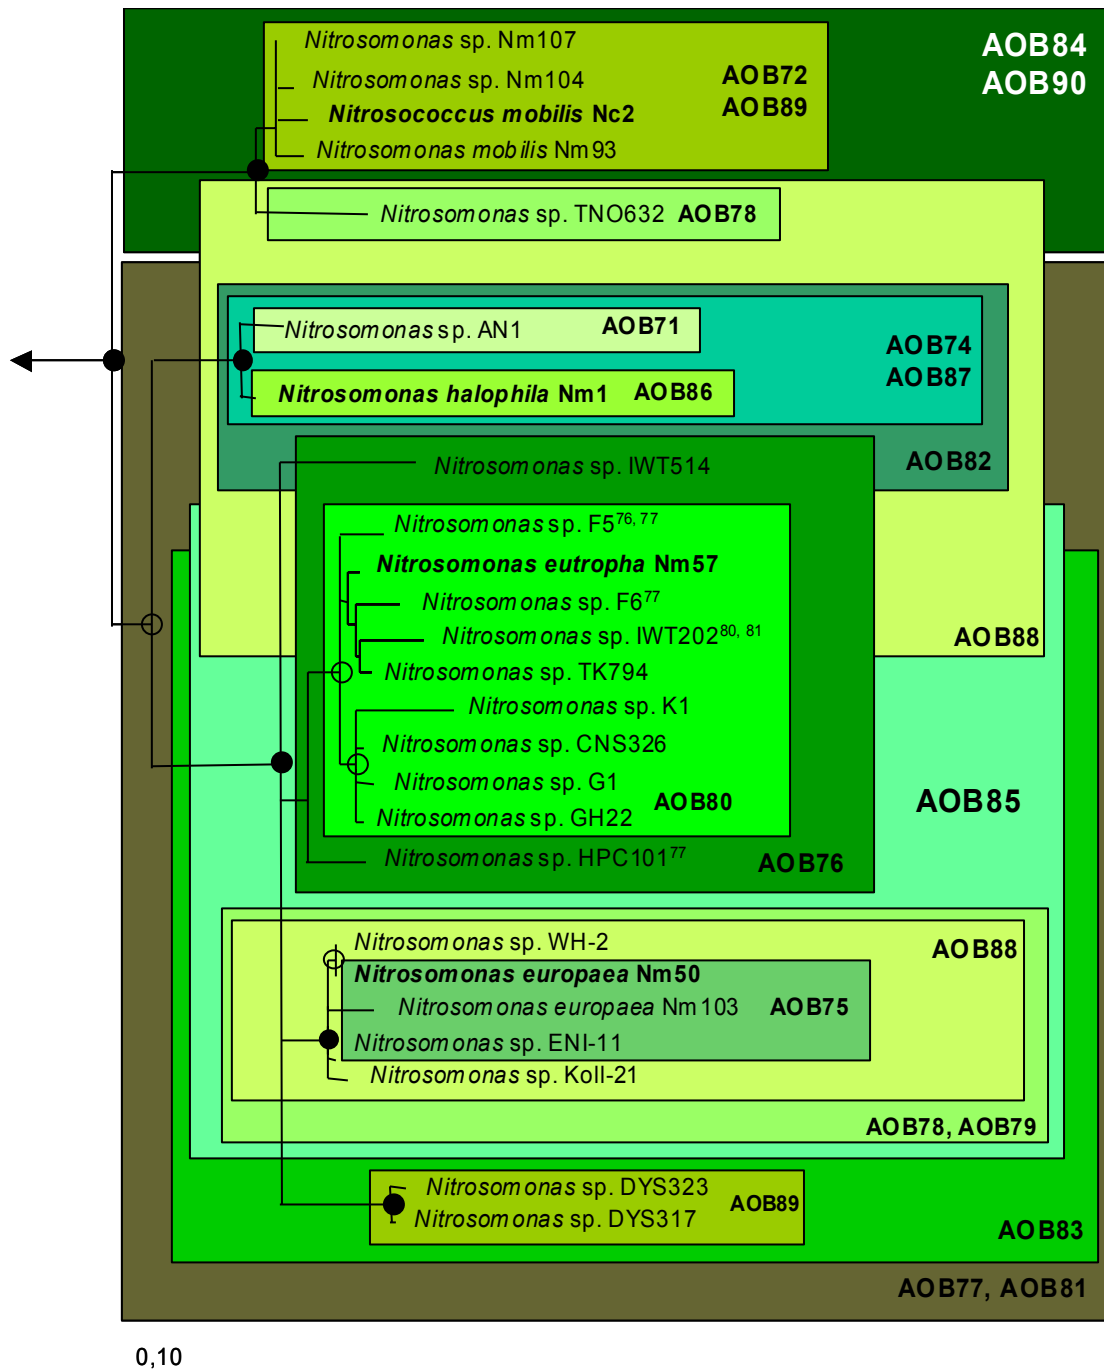 Nitrosomonas sp. Nm107
AOB84
AOB90
Nitrosomonas sp. Nm104
AOB72
AOB89
Nitrosococcus mobilis Nc2
Nitrosomonas mobilis Nm93
Nitrosomonas sp. TNO632 AOB78
Nitrosomonas sp. AN1 AOB71
AOB74
AOB87
Nitrosomonas halophila Nm1 AOB86
AOB82
Nitrosomonas sp. IWT514
Nitrosomonas sp. F5⁷⁶, ⁷⁷
Nitrosomonas eutropha Nm57
Nitrosomonas sp. F6⁷⁷
Nitrosomonas sp. IWT202⁸⁰, ⁸¹
AOB88
Nitrosomonas sp. TK794
Nitrosomonas sp. K1
Nitrosomonas sp. CNS326
Nitrosomonas sp. G1
AOB80
AOB85
Nitrosomonas sp. GH22
Nitrosomonas sp. HPC101⁷⁷
AOB76
Nitrosomonas sp. WH-2
AOB88
Nitrosomonas europaea Nm50
Nitrosomonas europaea Nm103 AOB75
Nitrosomonas sp. ENI-11
Nitrosomonas sp. Koll-21
AOB78, AOB79
Nitrosomonas sp. DYS323
AOB89
Nitrosomonas sp. DYS317
AOB83
AOB77, AOB81
0,10